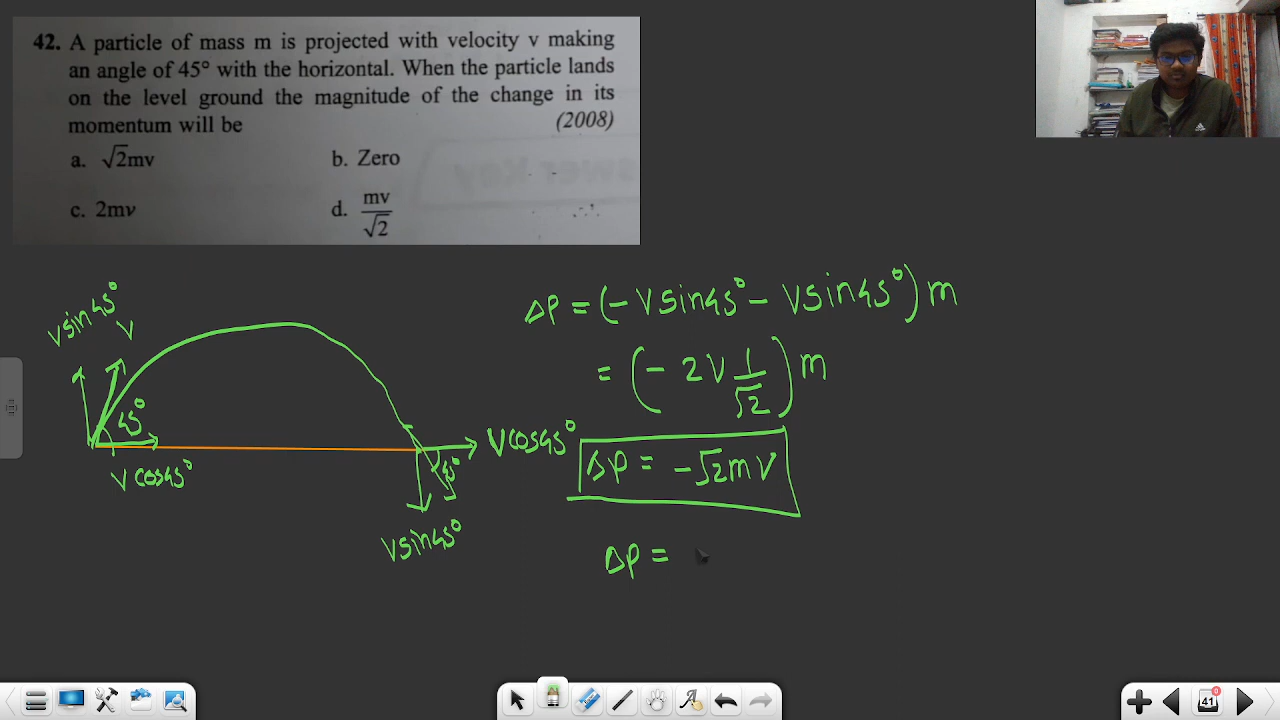 42. A particle of mass m is projected with velocity v making
an angle of 45° with the horizontal. When the particle lands
on the level ground the magnitude of the change in its
momentum will be (2008)
a. √2mv b. Zero
c. 2mv d. mv/√2
Vsin45°
V
45°
V cos45°
Vcos45°
45°
Vsin45°
ΔP = (- Vsin45° - Vsin45°) m
= (- 2V 1/√2) m
ΔP = -√2mV
ΔP =
41
0